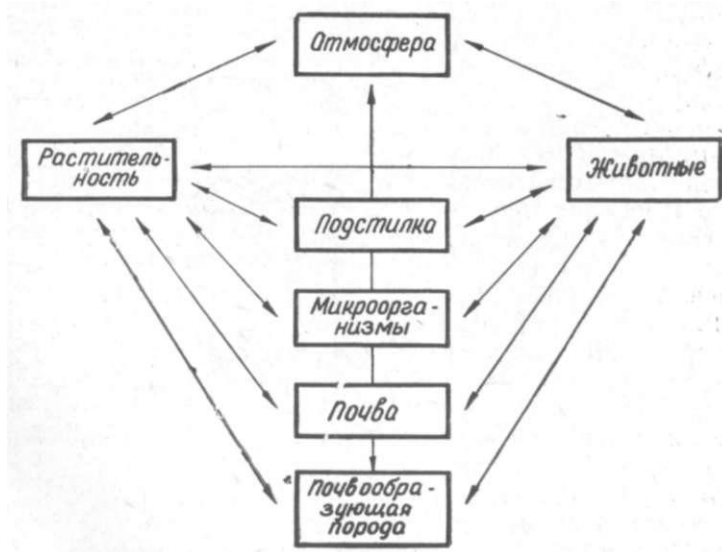 Атмосфера
Раститель-
ность
Животные
Подстилка
Микроорга-
низмы
Почва
Почвообра-
зующая
порода